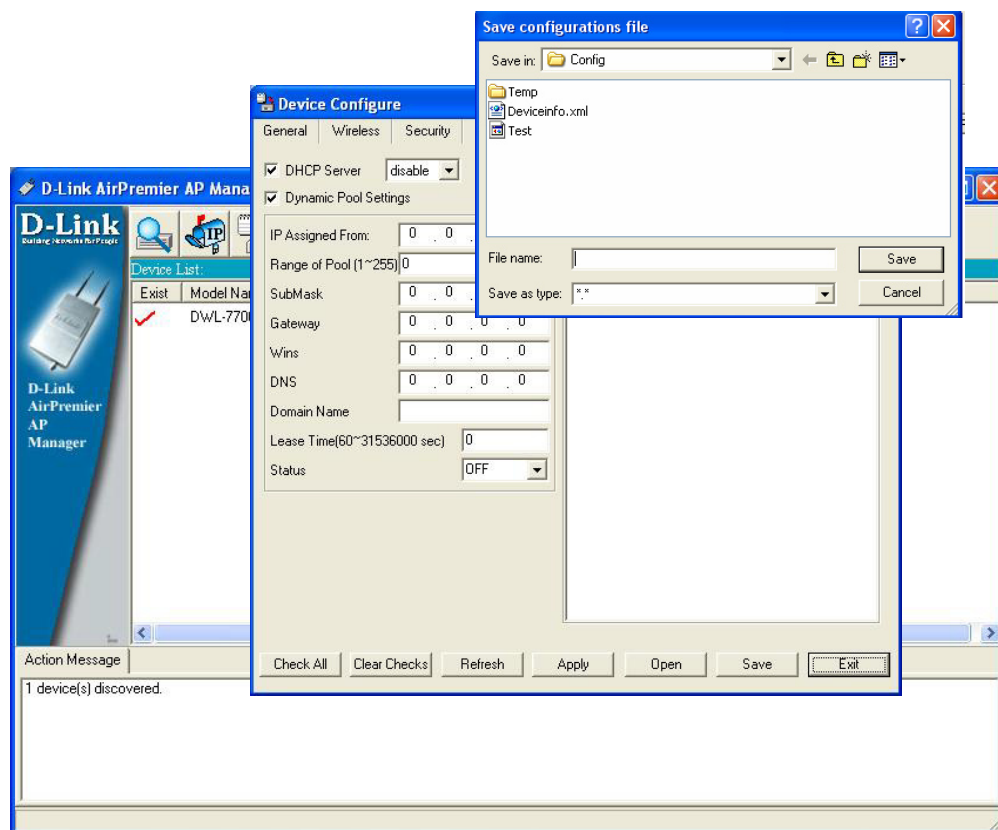 Save configurations file
Save in: Config
Temp
Deviceinfo.xml
Test
File name:
Save
Save as type: *.*
Cancel
Device Configure
General Wireless Security
DHCP Server disable
Dynamic Pool Settings
IP Assigned From: 0 . 0 .
Range of Pool (1~255) 0
SubMask 0 . 0 .
Gateway 0 . 0 . 0 . 0
Wins 0 . 0 . 0 . 0
DNS 0 . 0 . 0 . 0
Domain Name
Lease Time(60~31536000 sec) 0
Status OFF
Check All Clear Checks Refresh Apply Open Save Exit
D-Link AirPremier AP Mana
D-Link
Building Networks for People
IP
Device List:
Exist Model Na
DWL-770
D-Link
AirPremier
AP
Manager
Action Message
1 device(s) discovered.